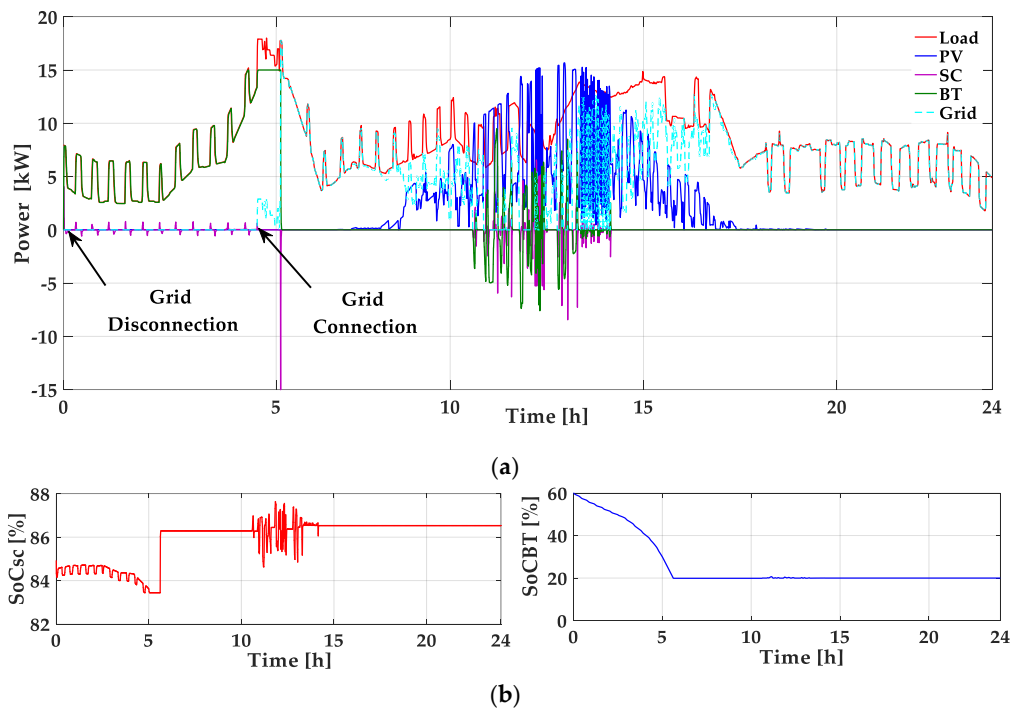 20
15
10
5
0
-5
-10
-15
Power [kW]
Load
PV
SC
BT
Grid
Grid
Disconnection
Grid
Connection
0 5 10 15 20 24
Time [h]
(a)
88
86
84
82
SoCsc [%]
0 5 10 15 20 24
Time [h]
60
40
20
0
SoCBT [%]
0 5 10 15 20 24
Time [h]
(b)